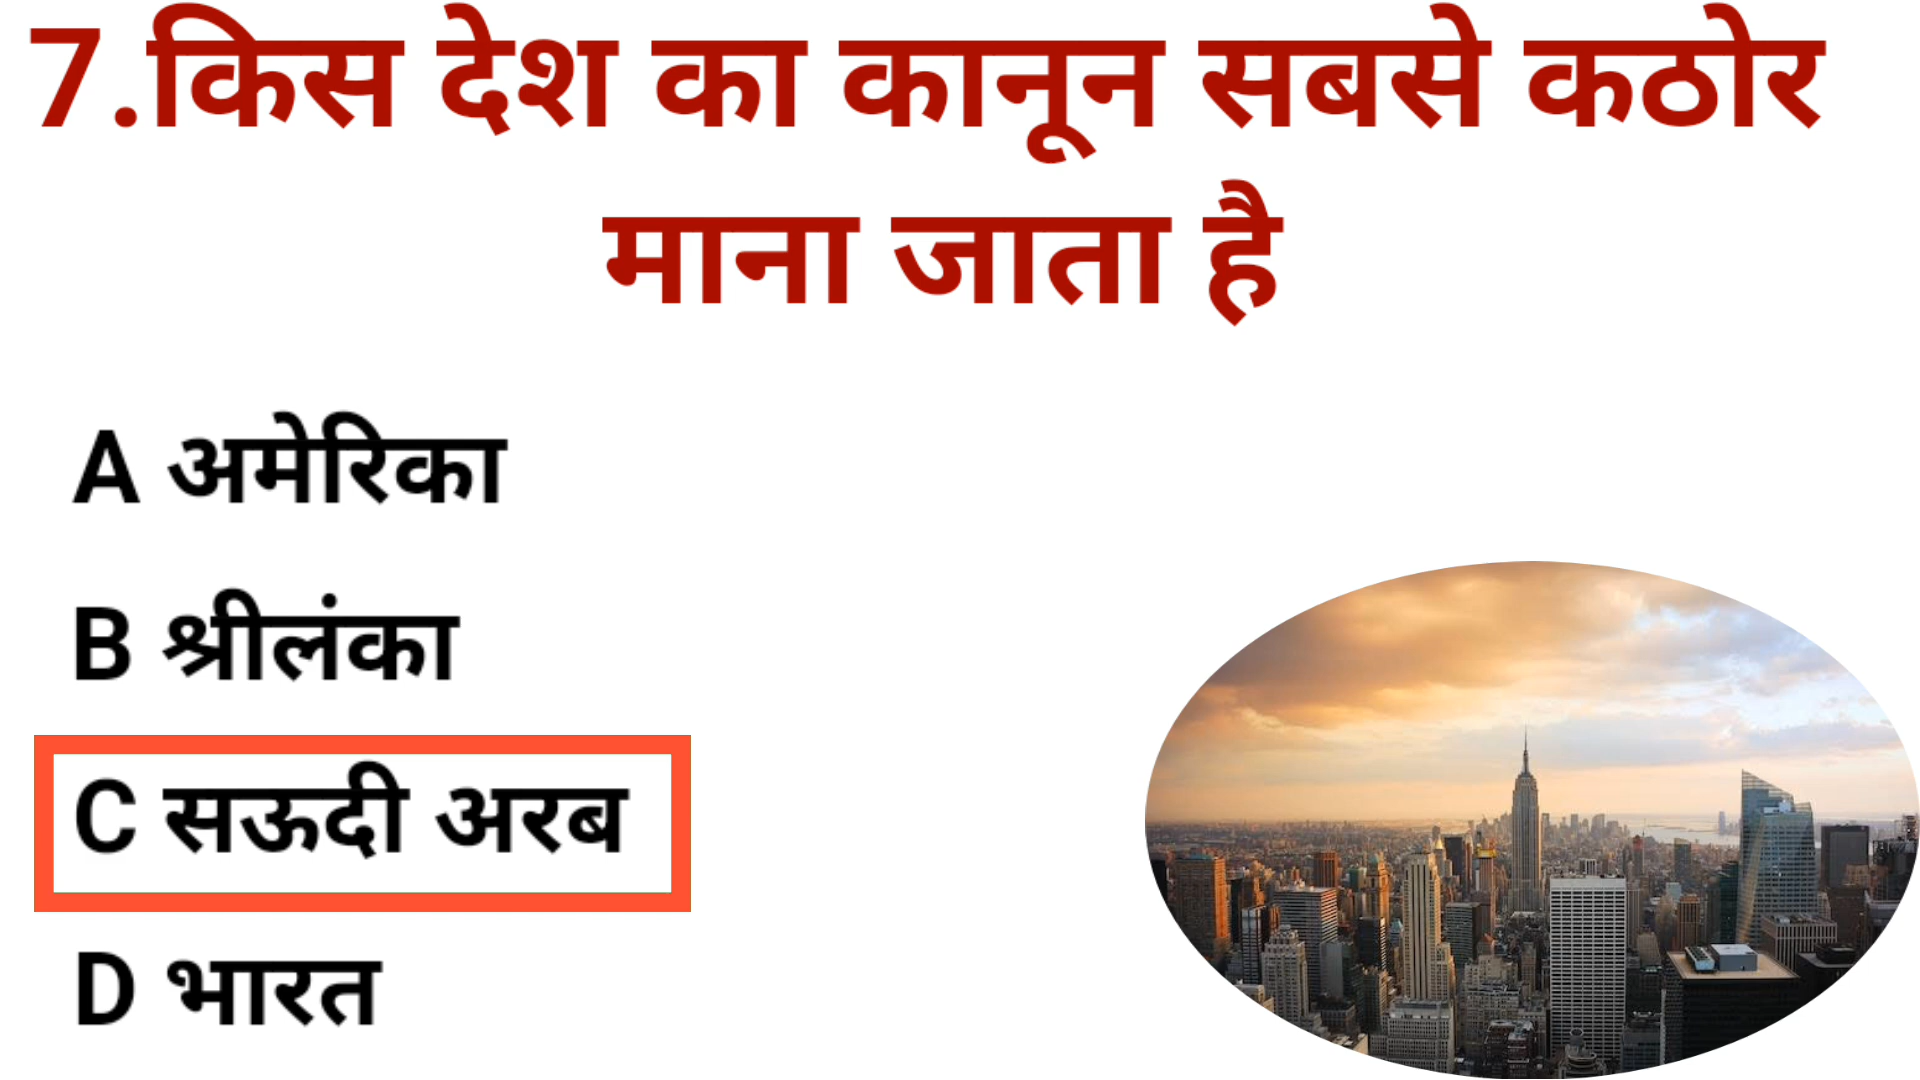 7.किस देश का कानून सबसे कठोर
माना जाता है
A अमेरिका
B श्रीलंका
C सऊदी अरब
D भारत